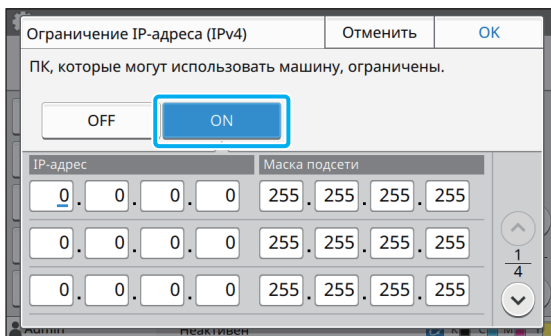 Ограничение IP-адреса (IPv4) Отменить OK
ПК, которые могут использовать машину, ограничены.
OFF ON
IP-адрес Маска подсети
0 . 0 . 0 . 0 255 . 255 . 255 . 255
0 . 0 . 0 . 0 255 . 255 . 255 . 255
1
4
0 . 0 . 0 . 0 255 . 255 . 255 . 255
Admin Неактивен K C M Y